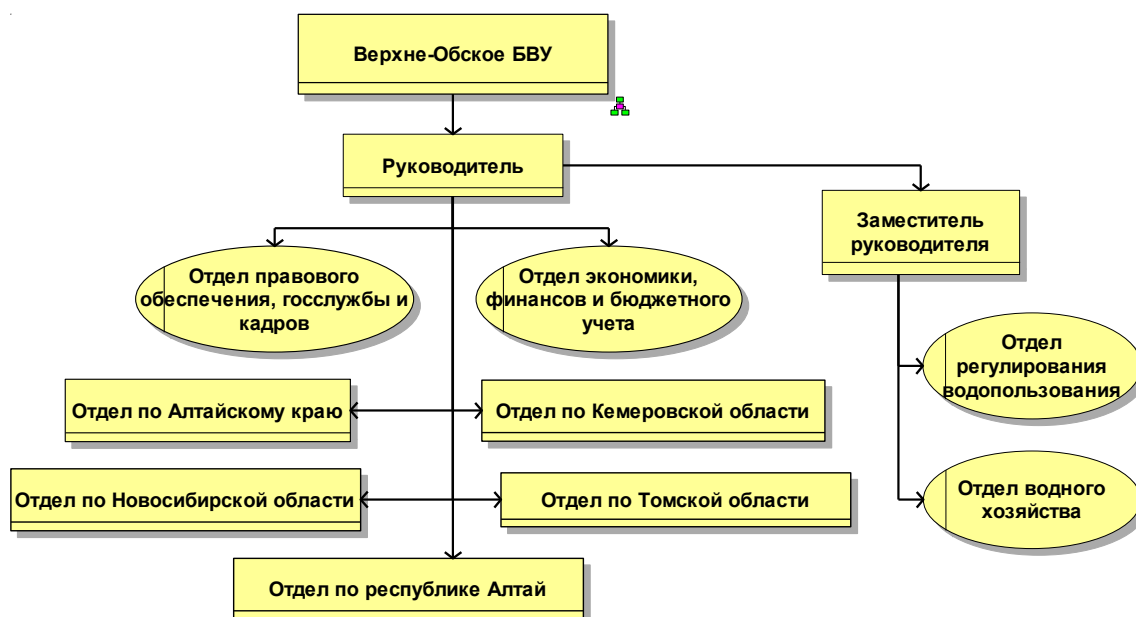 Верхне-Обское БВУ
Руководитель
Заместитель
руководителя
Отдел правового
обеспечения, госслужбы и
кадров
Отдел экономики,
финансов и бюджетного
учета
Отдел
регулирования
водопользования
Отдел по Алтайскому краю
Отдел по Кемеровской области
Отдел по Новосибирской области
Отдел по Томской области
Отдел водного
хозяйства
Отдел по республике Алтай